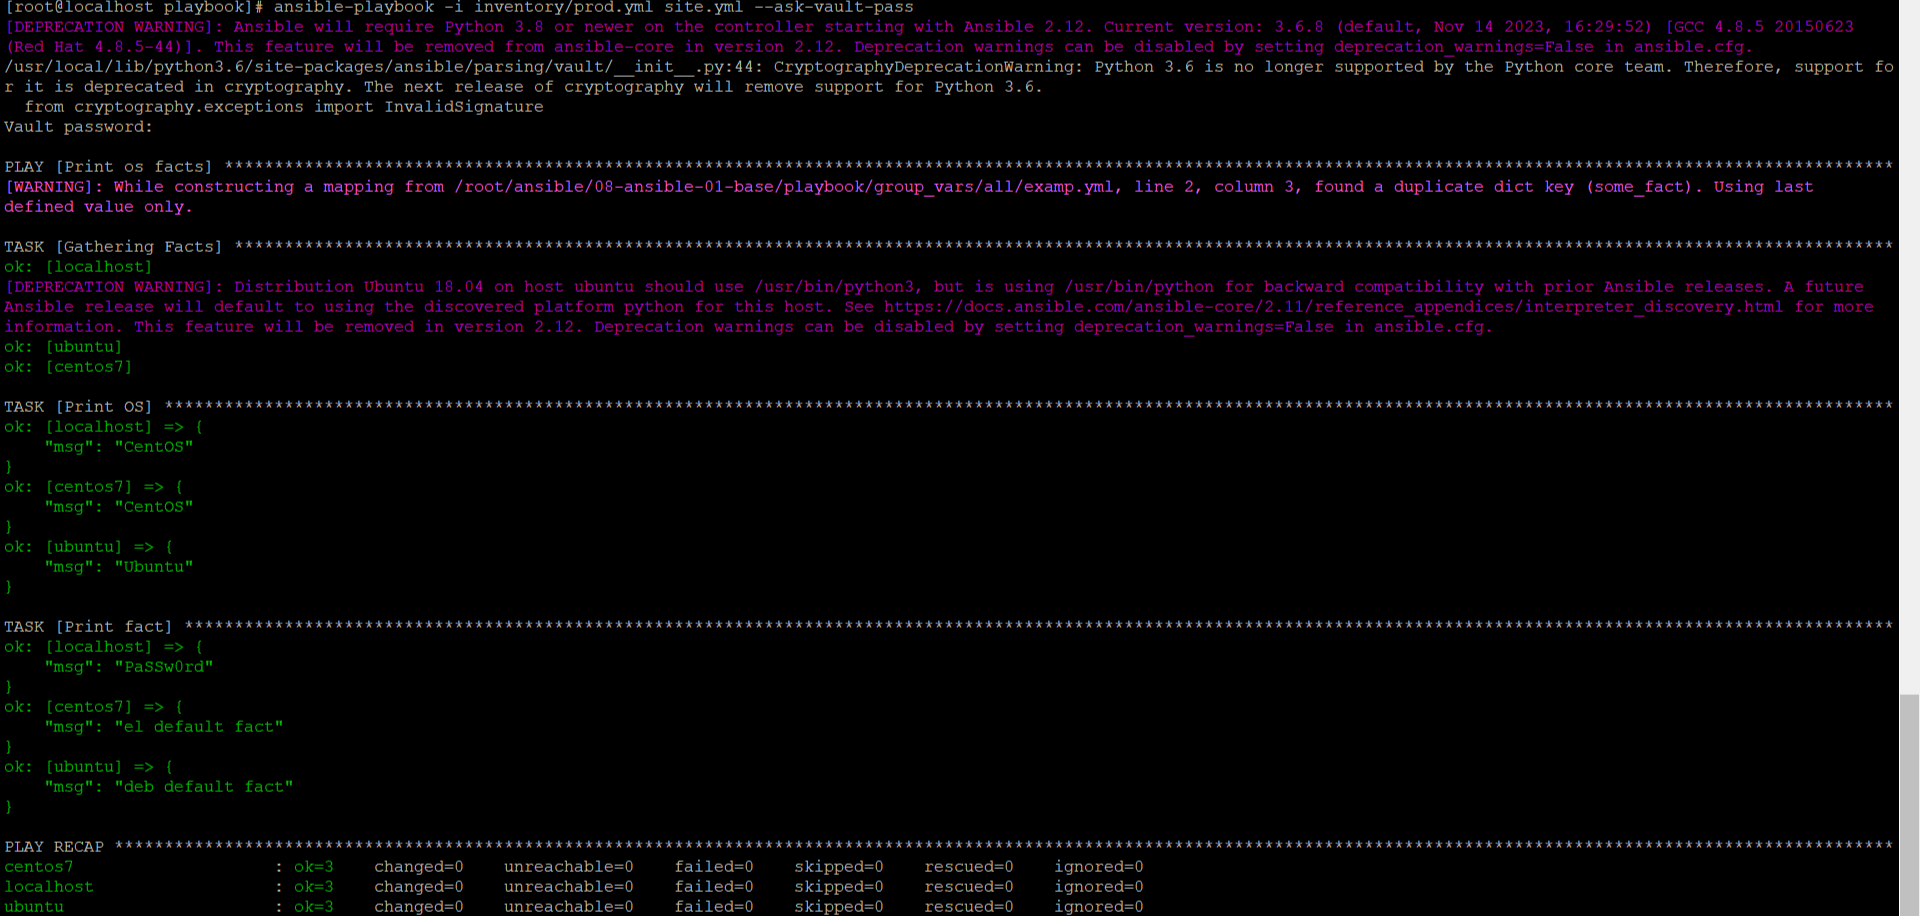 [root@localhost playbook]# ansible-playbook -i inventory/prod.yml site.yml --ask-vault-pass
[DEPRECATION WARNING]: Ansible will require Python 3.8 or newer on the controller starting with Ansible 2.12. Current version: 3.6.8 (default, Nov 14 2023, 16:29:52) [GCC 4.8.5 20150623
(Red Hat 4.8.5-44)]. This feature will be removed from ansible-core in version 2.12. Deprecation warnings can be disabled by setting deprecation_warnings=False in ansible.cfg.
/usr/local/lib/python3.6/site-packages/ansible/parsing/vault/__init__.py:44: CryptographyDeprecationWarning: Python 3.6 is no longer supported by the Python core team. Therefore, support fo
r it is deprecated in cryptography. The next release of cryptography will remove support for Python 3.6.
  from cryptography.exceptions import InvalidSignature
Vault password:
PLAY [Print os facts] ***********************************************************************************************************************************************************************
[WARNING]: While constructing a mapping from /root/ansible/08-ansible-01-base/playbook/group_vars/all/examp.yml, line 2, column 3, found a duplicate dict key (some_fact). Using last
defined value only.
TASK [Gathering Facts] **********************************************************************************************************************************************************************
ok: [localhost]
[DEPRECATION WARNING]: Distribution Ubuntu 18.04 on host ubuntu should use /usr/bin/python3, but is using /usr/bin/python for backward compatibility with prior Ansible releases. A future
Ansible release will default to using the discovered platform python for this host. See https://docs.ansible.com/ansible-core/2.11/reference_appendices/interpreter_discovery.html for more
information. This feature will be removed in version 2.12. Deprecation warnings can be disabled by setting deprecation_warnings=False in ansible.cfg.
ok: [ubuntu]
ok: [centos7]
TASK [Print OS] *****************************************************************************************************************************************************************************
ok: [localhost] => {
    "msg": "CentOS"
}
ok: [centos7] => {
    "msg": "CentOS"
}
ok: [ubuntu] => {
    "msg": "Ubuntu"
}
TASK [Print fact] ***************************************************************************************************************************************************************************
ok: [localhost] => {
    "msg": "PaSSw0rd"
}
ok: [centos7] => {
    "msg": "el default fact"
}
ok: [ubuntu] => {
    "msg": "deb default fact"
}
PLAY RECAP **********************************************************************************************************************************************************************************
centos7                    : ok=3    changed=0    unreachable=0    failed=0    skipped=0    rescued=0    ignored=0
localhost                  : ok=3    changed=0    unreachable=0    failed=0    skipped=0    rescued=0    ignored=0
ubuntu                     : ok=3    changed=0    unreachable=0    failed=0    skipped=0    rescued=0    ignored=0